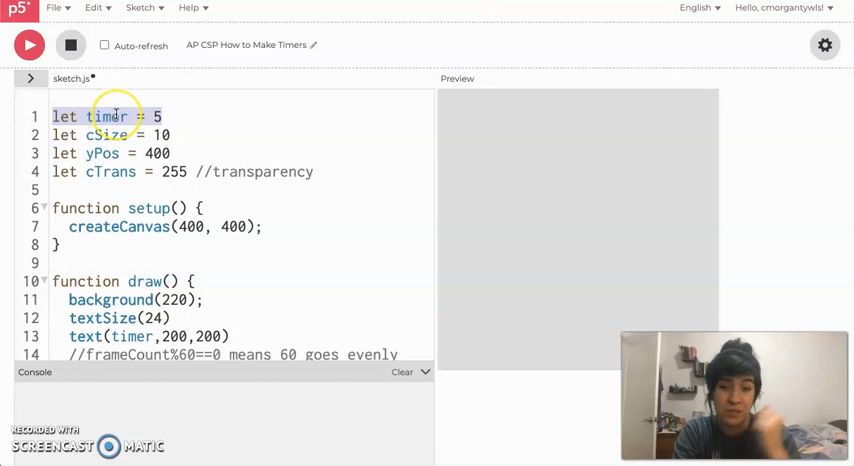 p5* File Edit Sketch Help English Hello, cmorgantywls!
Auto-refresh AP CSP How to Make Timers
> sketch.js Preview
1 let timer = 5
2 let cSize = 10
3 let yPos = 400
4 let cTrans = 255 //transparency
5
6 function setup() {
7 createCanvas(400, 400);
8 }
9
10 function draw() {
11 background(220);
12 textSize(24)
13 text(timer,200,200)
14 //frameCount%60==0 means 60 goes evenly
Console Clear
RECORDED WITH
SCREENCAST MATIC